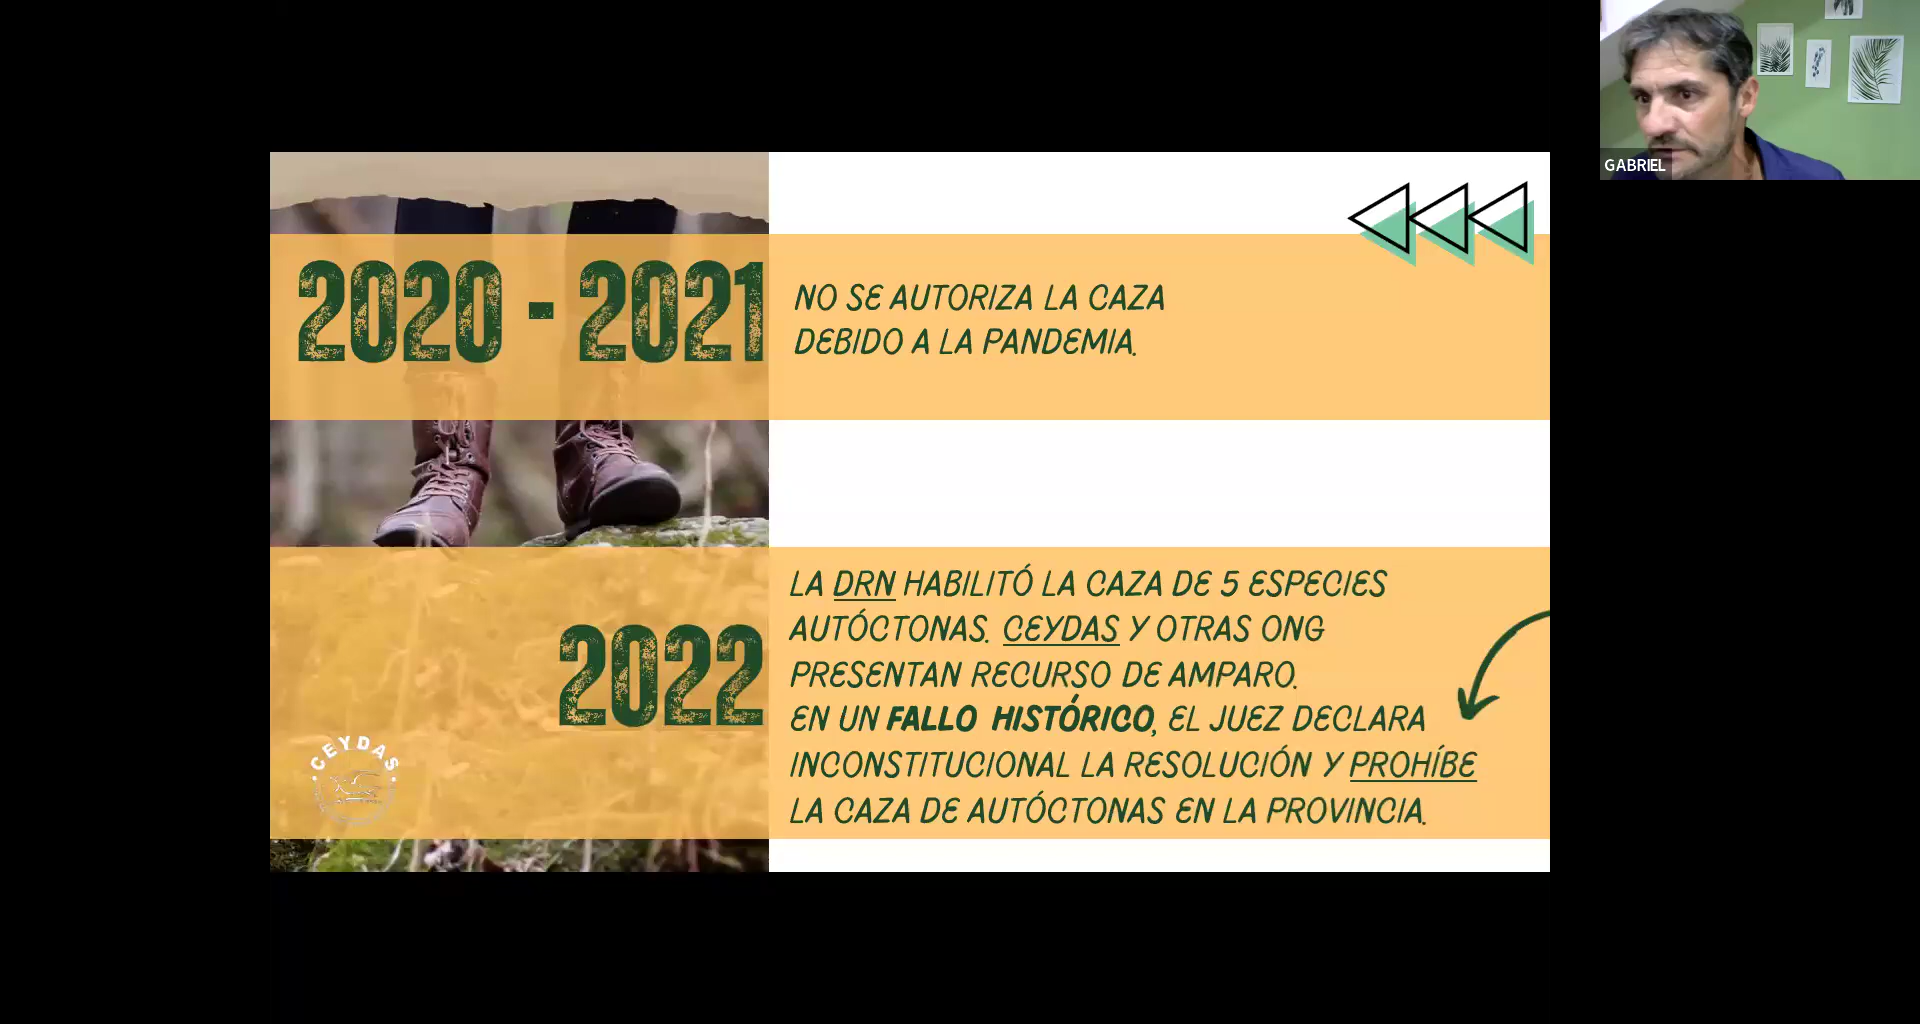 GABRIEL
2020 - 2021
NO SE AUTORIZA LA CAZA
DEBIDO A LA PANDEMIA.
2022
LA DRN HABILITÓ LA CAZA DE 5 ESPECIES
AUTÓCTONAS. CEYDAS Y OTRAS ONG
PRESENTAN RECURSO DE AMPARO.
EN UN FALLO HISTÓRICO, EL JUEZ DECLARA
INCONSTITUCIONAL LA RESOLUCIÓN Y PROHÍBE
LA CAZA DE AUTÓCTONAS EN LA PROVINCIA.
CEYDAS